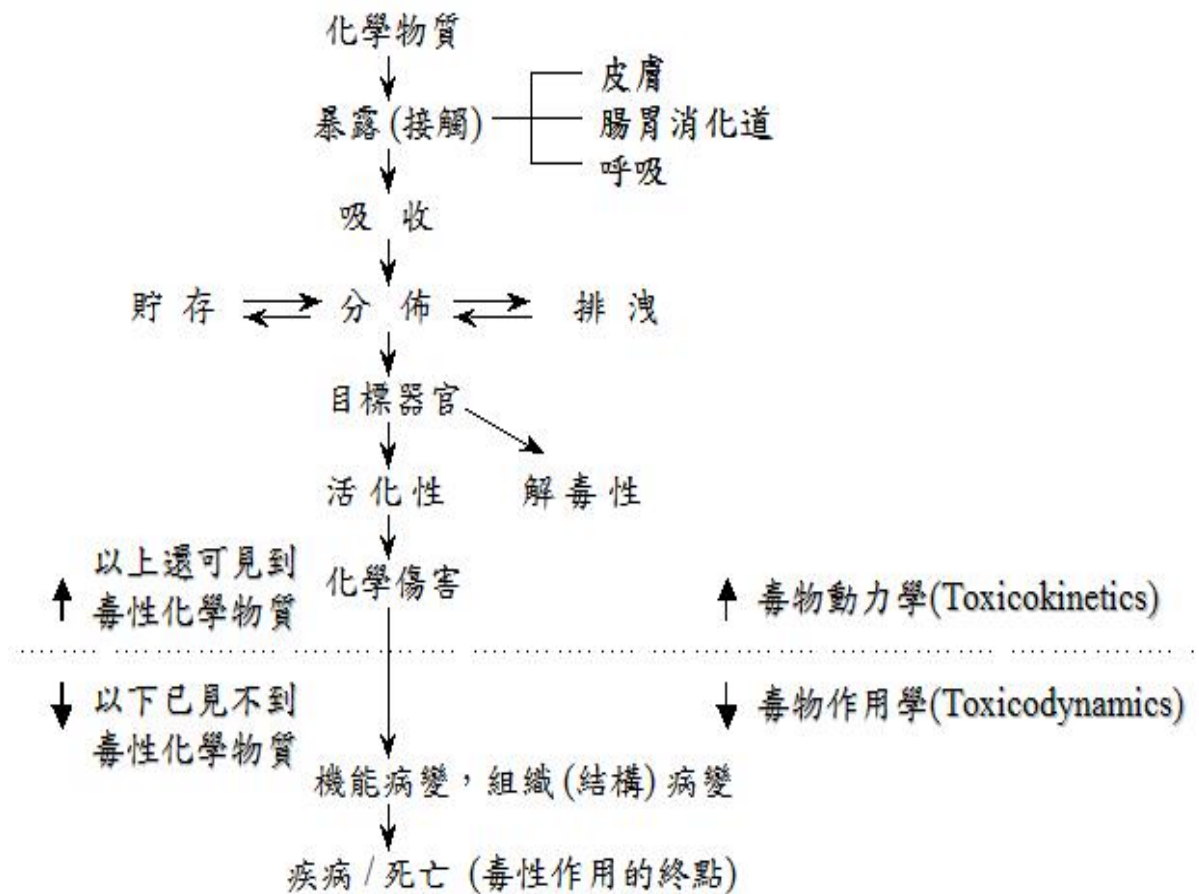 化學物質
暴露(接觸)
皮膚
腸胃消化道
呼吸
吸 收
貯 存
分 佈
排 洩
目標器官
活化性
解毒性
以上還可見到
毒性化學物質
化學傷害
毒物動力學(Toxicokinetics)
以下已見不到
毒性化學物質
毒物作用學(Toxicodynamics)
機能病變，組織(結構)病變
疾病/死亡 (毒性作用的終點)